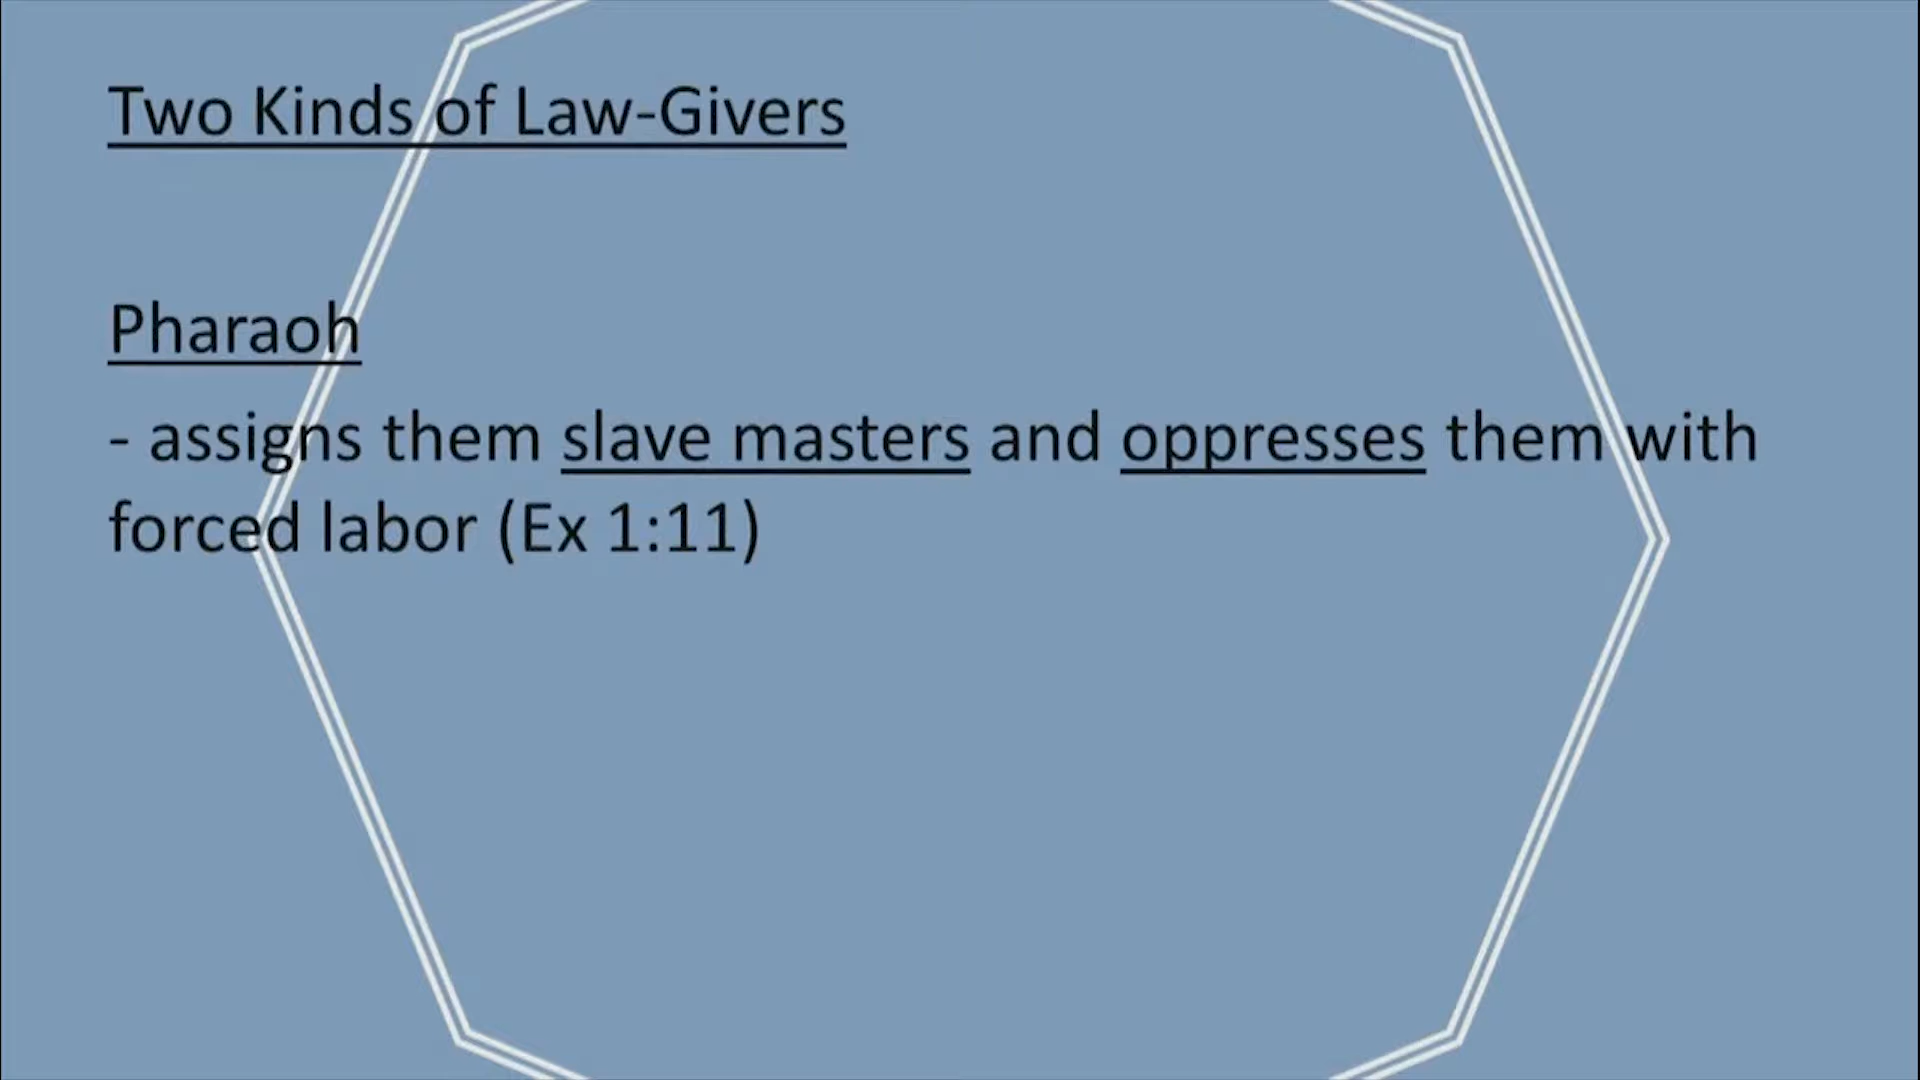 Two Kinds of Law-Givers
Pharaoh
- assigns them slave masters and oppresses them with
forced labor (Ex 1:11)